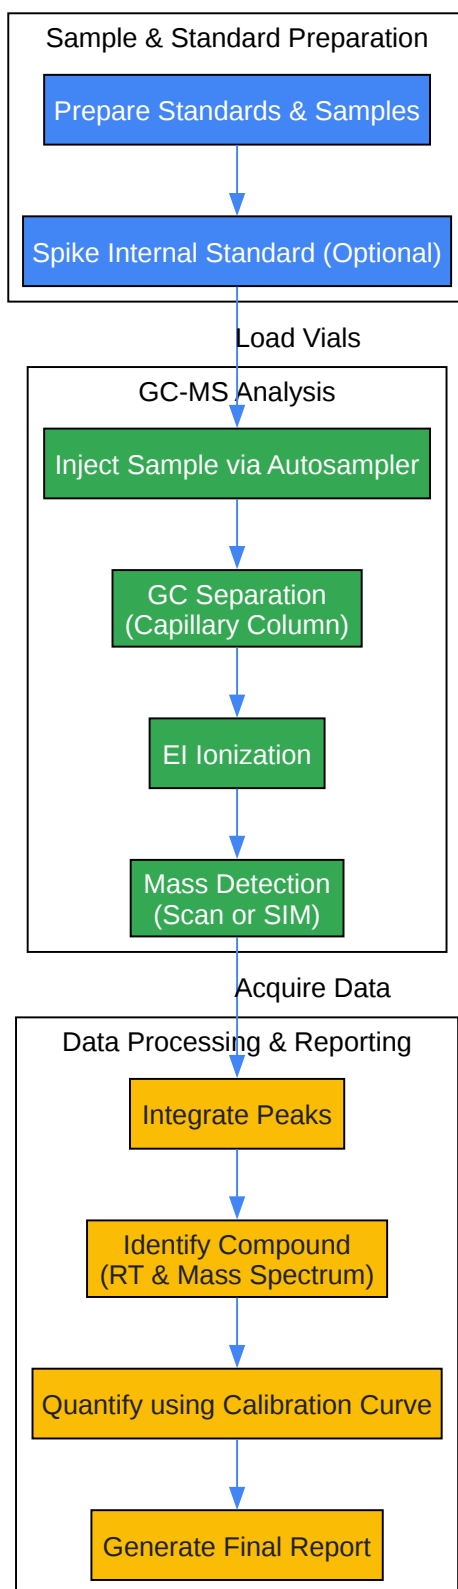 Sample & Standard Preparation
Prepare Standards & Samples
Spike Internal Standard (Optional)
Load Vials
GC-MS Analysis
Inject Sample via Autosampler
GC Separation
(Capillary Column)
EI Ionization
Mass Detection
(Scan or SIM)
Acquire Data
Data Processing & Reporting
Integrate Peaks
Identify Compound
(RT & Mass Spectrum)
Quantify using Calibration Curve
Generate Final Report